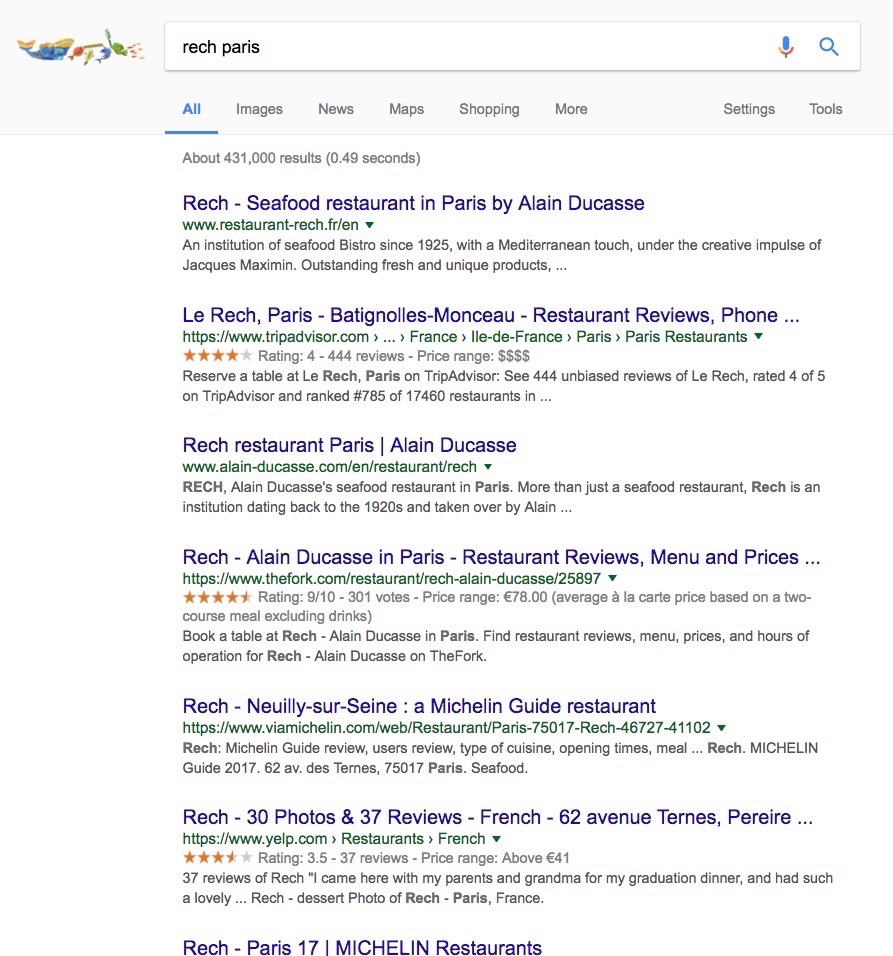 rech paris
All Images News Maps Shopping More Settings Tools
About 431,000 results (0.49 seconds)
Rech - Seafood restaurant in Paris by Alain Ducasse
www.restaurant-rech.fr/en
An institution of seafood Bistro since 1925, with a Mediterranean touch, under the creative impulse of
Jacques Maximin. Outstanding fresh and unique products, ...
Le Rech, Paris - Batignolles-Monceau - Restaurant Reviews, Phone ...
https://www.tripadvisor.com › ... › France › Ile-de-France › Paris › Paris Restaurants
Rating: 4 - 444 reviews - Price range: $$$$
Reserve a table at Le Rech, Paris on TripAdvisor: See 444 unbiased reviews of Le Rech, rated 4 of 5
on TripAdvisor and ranked #785 of 17460 restaurants in ...
Rech restaurant Paris | Alain Ducasse
www.alain-ducasse.com/en/restaurant/rech
RECH, Alain Ducasse's seafood restaurant in Paris. More than just a seafood restaurant, Rech is an
institution dating back to the 1920s and taken over by Alain ...
Rech - Alain Ducasse in Paris - Restaurant Reviews, Menu and Prices ...
https://www.thefork.com/restaurant/rech-alain-ducasse/25897
Rating: 9/10 - 301 votes - Price range: €78.00 (average à la carte price based on a two-
course meal excluding drinks)
Book a table at Rech - Alain Ducasse in Paris. Find restaurant reviews, menu, prices, and hours of
operation for Rech - Alain Ducasse on TheFork.
Rech - Neuilly-sur-Seine : a Michelin Guide restaurant
https://www.viamichelin.com/web/Restaurant/Paris-75017-Rech-46727-41102
Rech: Michelin Guide review, users review, type of cuisine, opening times, meal ... Rech. MICHELIN
Guide 2017. 62 av. des Ternes, 75017 Paris. Seafood.
Rech - 30 Photos & 37 Reviews - French - 62 avenue Ternes, Pereire ...
https://www.yelp.com › Restaurants › French
Rating: 3.5 - 37 reviews - Price range: Above €41
37 reviews of Rech "I came here with my parents and grandma for my graduation dinner, and had such
a lovely ... Rech - dessert Photo of Rech - Paris, France.
Rech - Paris 17 | MICHELIN Restaurants